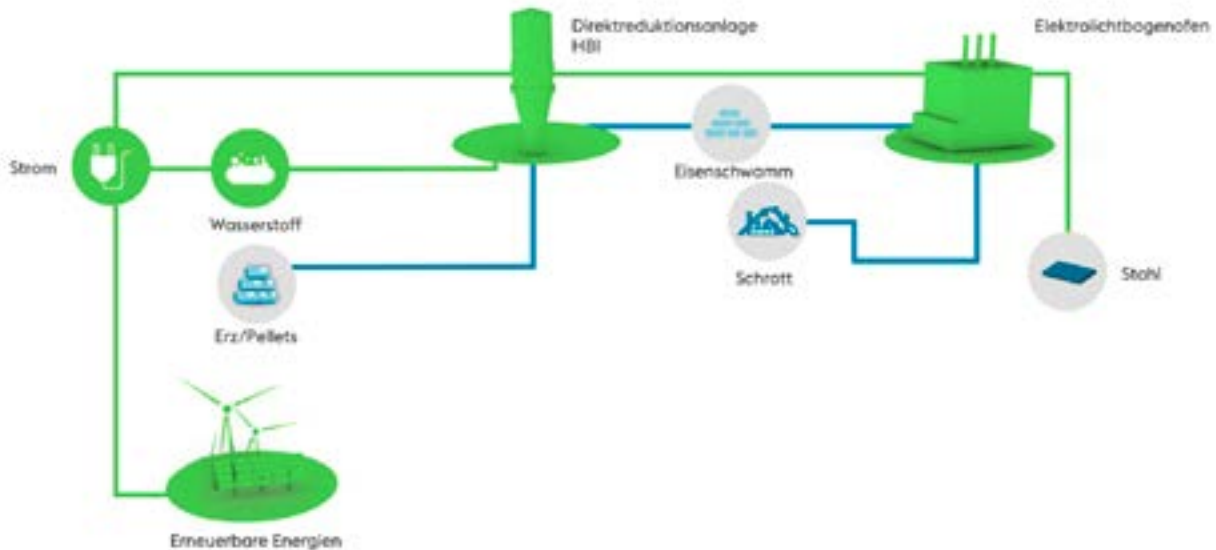 Direktreduktionsanlage
HBI
Elektrolichtbogenofen
Strom
Wasserstoff
Eisenschwamm
Schrott
Stahl
Erz/Pellets
Erneuerbare Energien